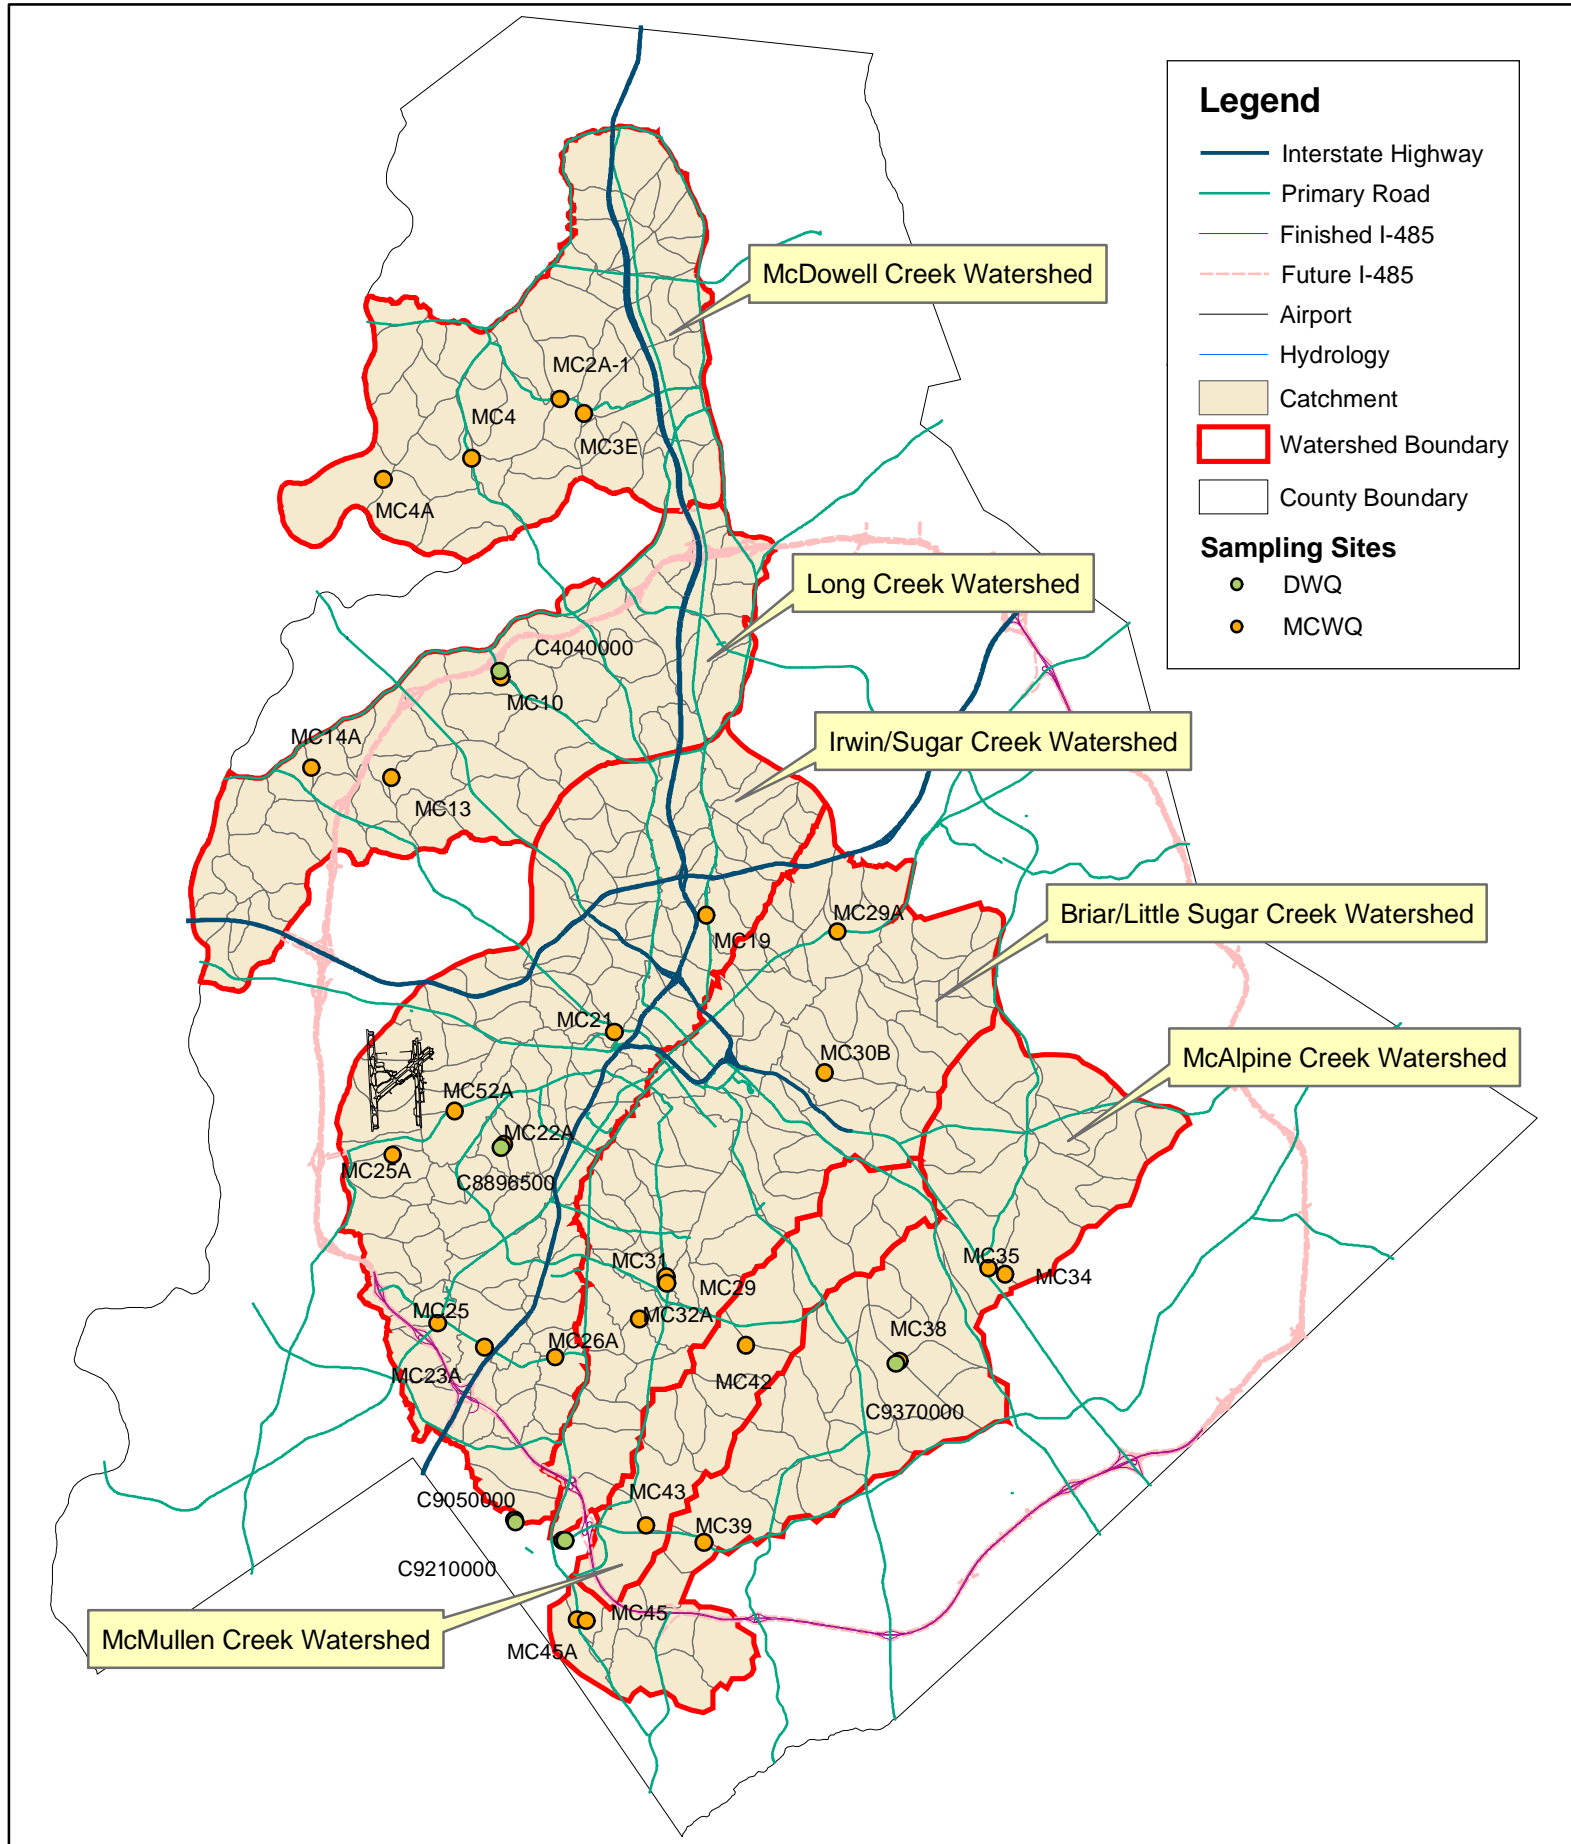 Legend
Interstate Highway
Primary Road
Finished I-485
Future I-485
Airport
Hydrology
Catchment
Watershed Boundary
County Boundary
Sampling Sites
DWQ
MCWQ
McDowell Creek Watershed
MC2A-1
MC4
MC3E
MC4A
Long Creek Watershed
C4040000
MC10
MC14A
Irwin/Sugar Creek Watershed
MC13
Briar/Little Sugar Creek Watershed
MC29A
MC19
MC21
McAlpine Creek Watershed
MC30B
MC52A
MC22A
MC25A
C8896500
MC35
MC31
MC34
MC29
MC25
MC32A
MC38
MC26A
MC23A
MC42
C9370000
MC43
C9050000
MC39
C9210000
MC45
McMullen Creek Watershed
MC45A